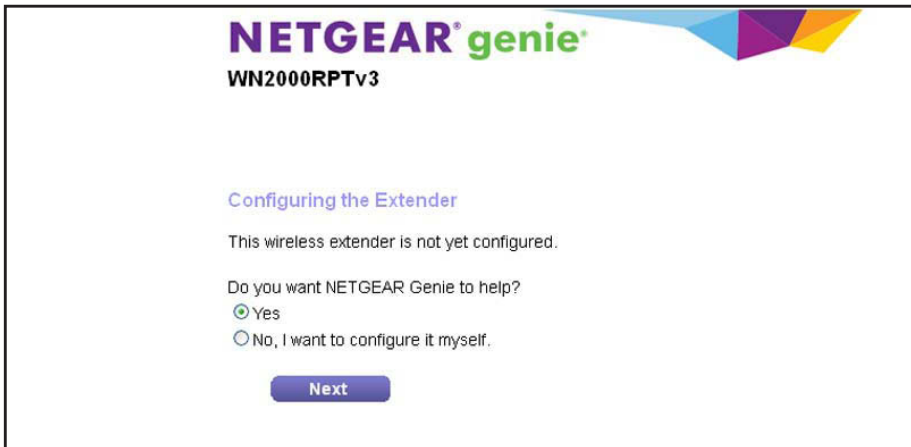 NETGEAR® genie®
WN2000RPTv3
Configuring the Extender
This wireless extender is not yet configured.
Do you want NETGEAR Genie to help?
Yes
No, I want to configure it myself.
Next